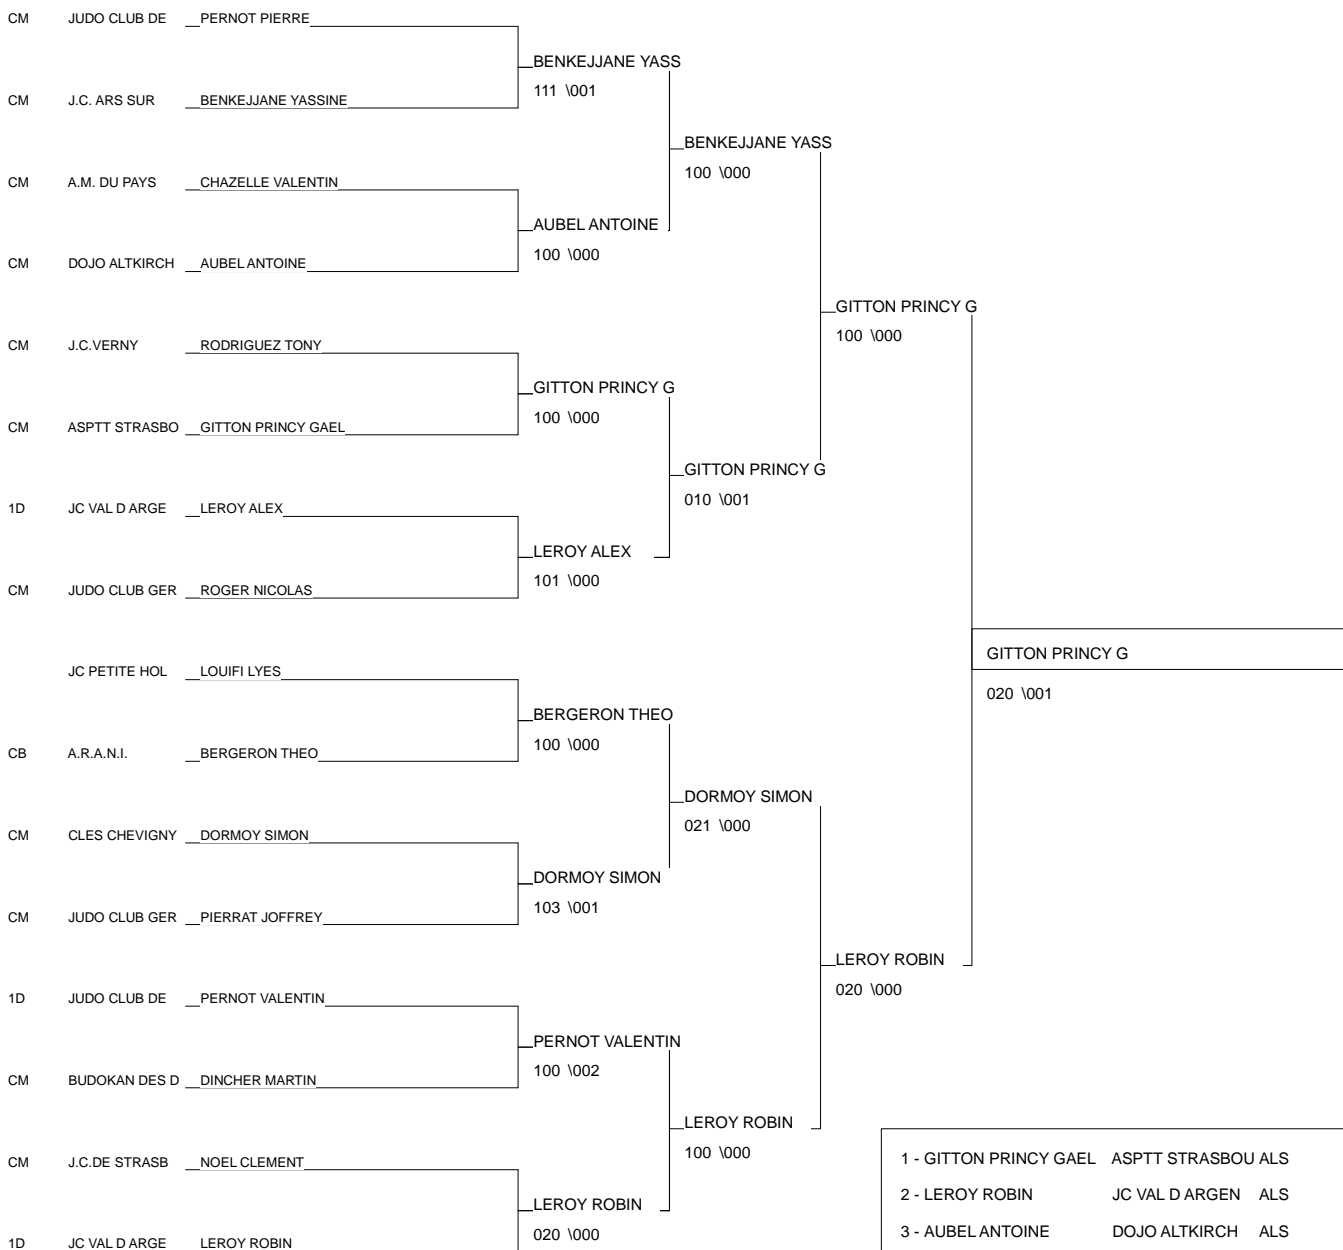 CM JUDO CLUB DE PERNOT PIERRE
BENKEJJANE YASS
111 \001
CM J.C. ARS SUR BENKEJJANE YASSINE
BENKEJJANE YASS
100 \000
CM A.M. DU PAYS CHAZELLE VALENTIN
AUBEL ANTOINE
100 \000
CM DOJO ALTKIRCH AUBEL ANTOINE
GITTON PRINCY G
100 \000
CM J.C.VERNY RODRIGUEZ TONY
GITTON PRINCY G
100 \000
CM ASPTT STRASBO GITTON PRINCY GAEL
GITTON PRINCY G
010 \001
1D JC VAL D ARGE LEROY ALEX
LEROY ALEX
101 \000
CM JUDO CLUB GER ROGER NICOLAS
GITTON PRINCY G
020 \001
JC PETITE HOL LOUIFI LYES
BERGERON THEO
100 \000
CB A.R.A.N.I. BERGERON THEO
DORMOY SIMON
021 \000
CM CLES CHEVIGNY DORMOY SIMON
DORMOY SIMON
103 \001
CM JUDO CLUB GER PIERRAT JOFFREY
LEROY ROBIN
020 \000
1D JUDO CLUB DE PERNOT VALENTIN
PERNOT VALENTIN
100 \002
CM BUDOKAN DES D DINCHER MARTIN
LEROY ROBIN
100 \000
CM J.C.DE STRASB NOEL CLEMENT
LEROY ROBIN
020 \000
1D JC VAL D ARGE LEROY ROBIN
1 - GITTON PRINCY GAEL ASPTT STRASBOU ALS
2 - LEROY ROBIN JC VAL D ARGEN ALS
3 - AUBEL ANTOINE DOJO ALTKIRCH ALS